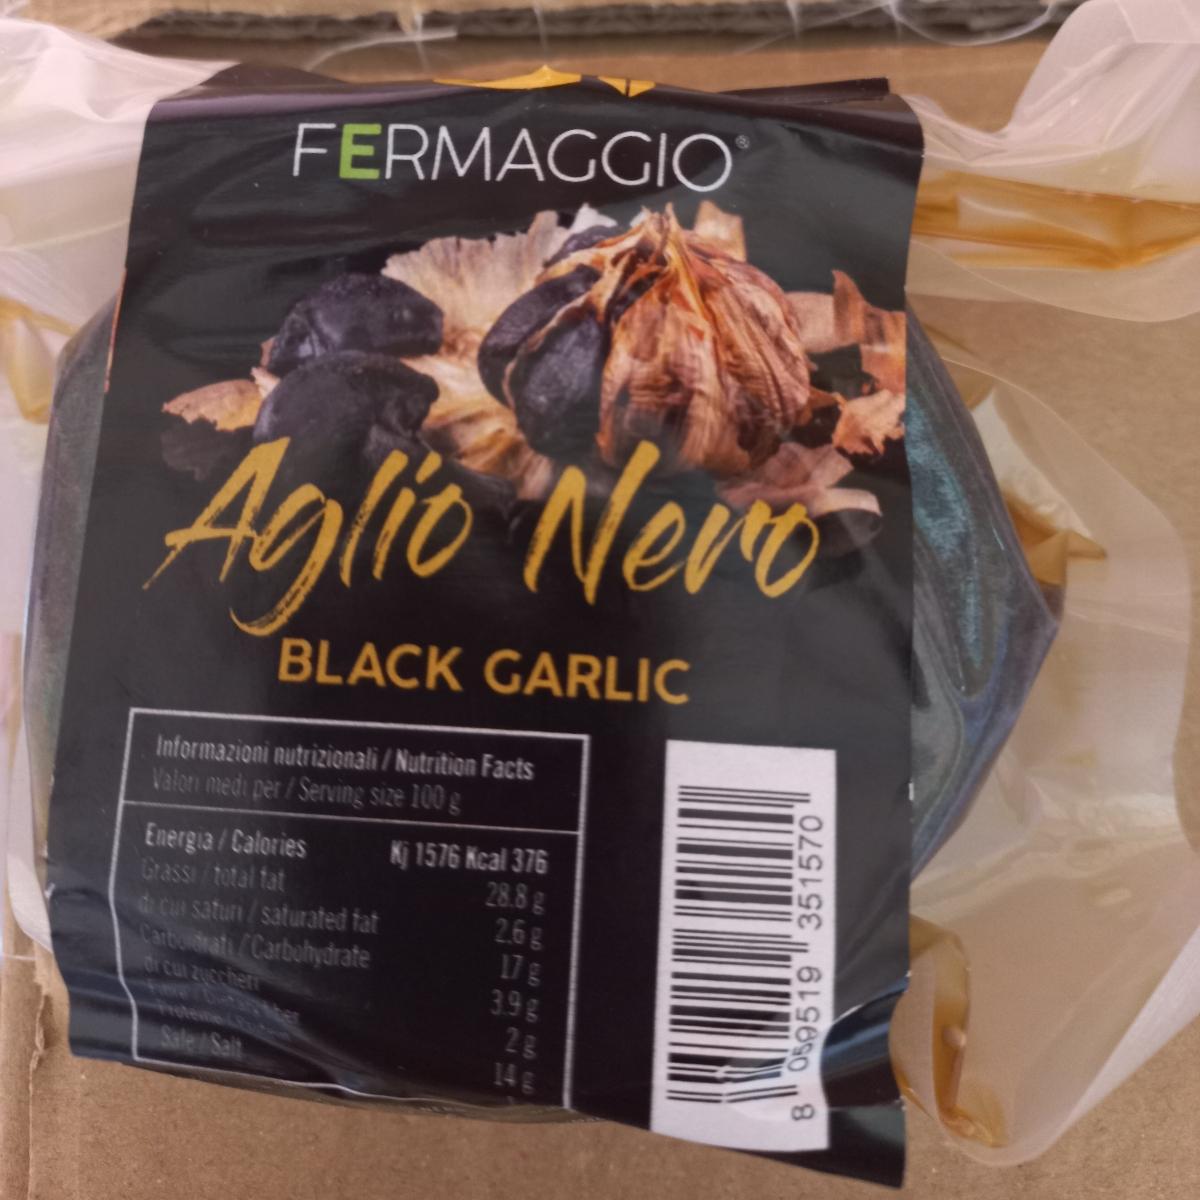 FERMAGGIO®
Aglio Nero
BLACK GARLIC
Informazioni nutrizionali / Nutrition Facts
Valori medi per / Serving size 100 g
Energia / Calories Kj 1576 Kcal 376
Grassi / total fat 28.8 g
di cui saturi / saturated fat 2.6 g
Carboidrati / Carbohydrate 17 g
di cui zuccheri 3.9 g
2 g
14 g
Sale / Salt
8 059519 351570